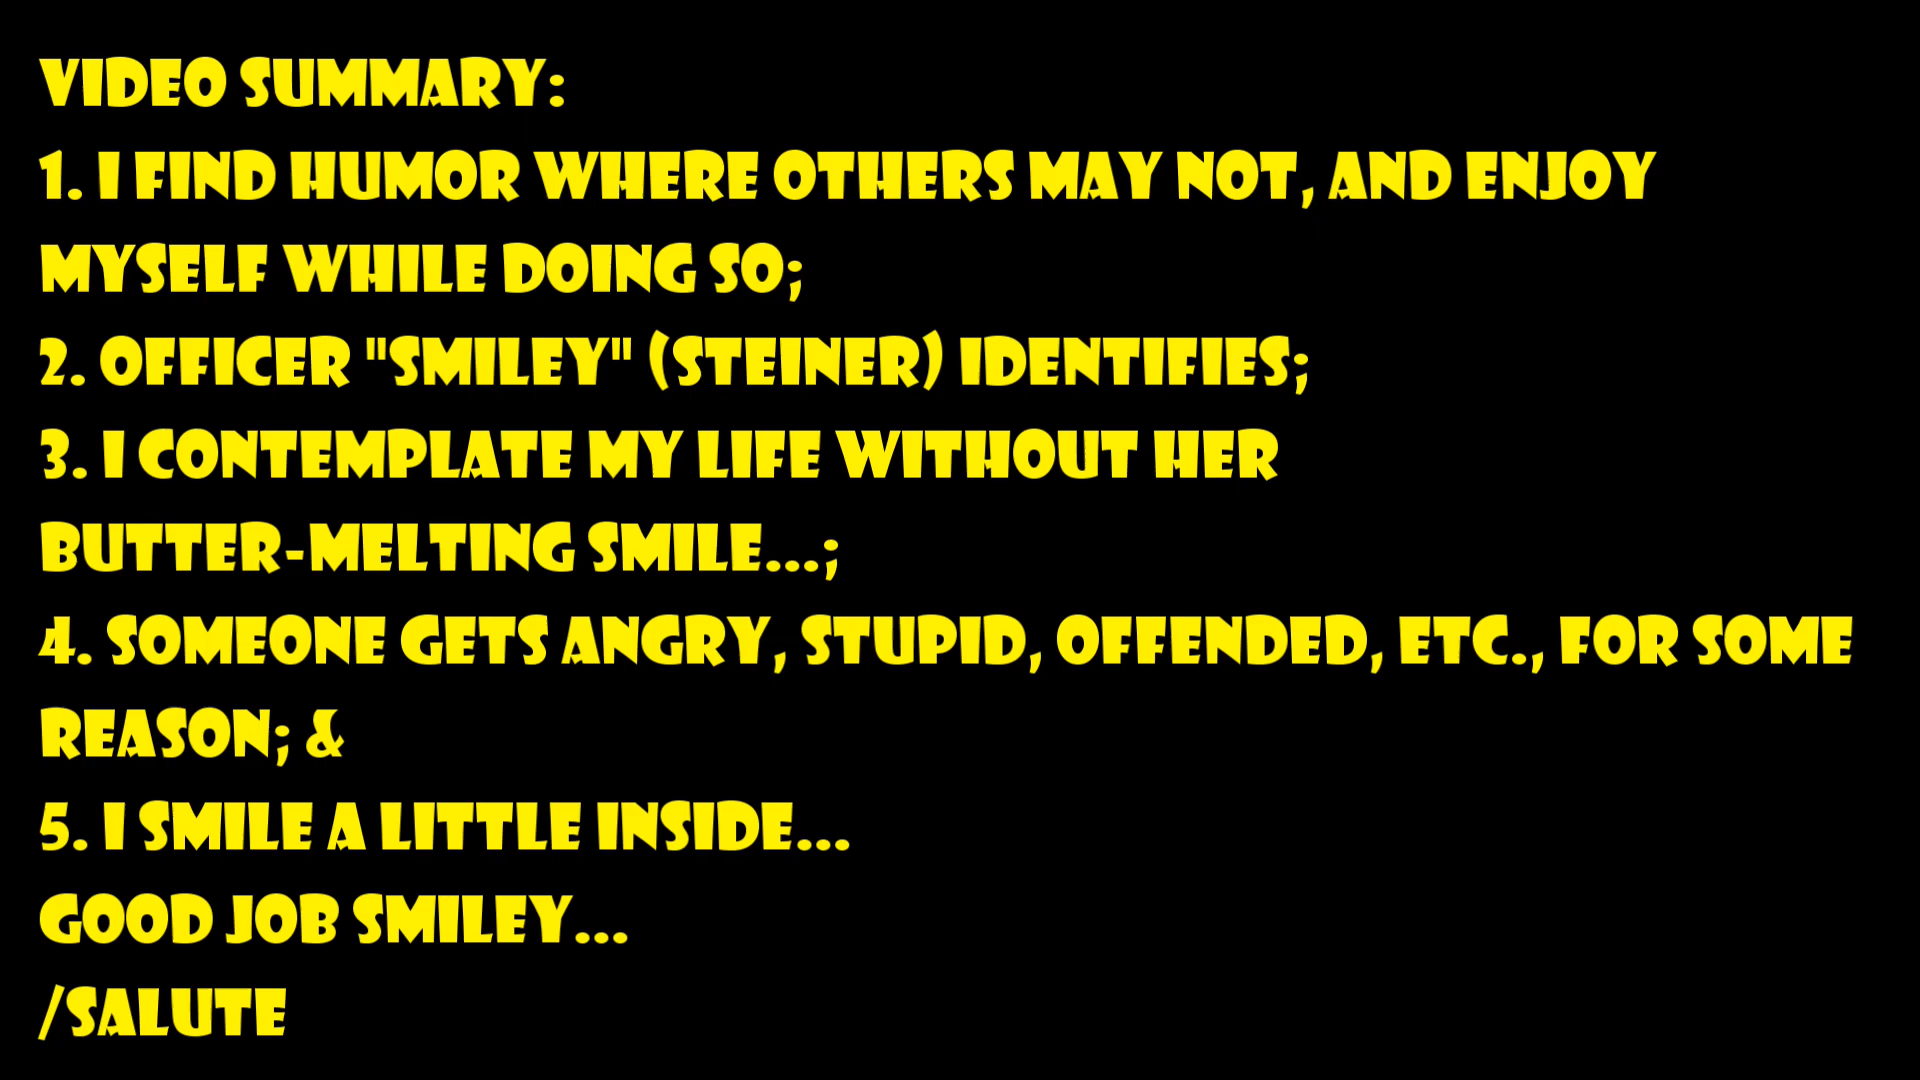 VIDEO SUMMARY:
1. I FIND HUMOR WHERE OTHERS MAY NOT, AND ENJOY
MYSELF WHILE DOING SO;
2. OFFICER "SMILEY" (STEINER) IDENTIFIES;
3. I CONTEMPLATE MY LIFE WITHOUT HER
BUTTER-MELTING SMILE...;
4. SOMEONE GETS ANGRY, STUPID, OFFENDED, ETC., FOR SOME
REASON; &
5. I SMILE A LITTLE INSIDE...
GOOD JOB SMILEY...
/SALUTE